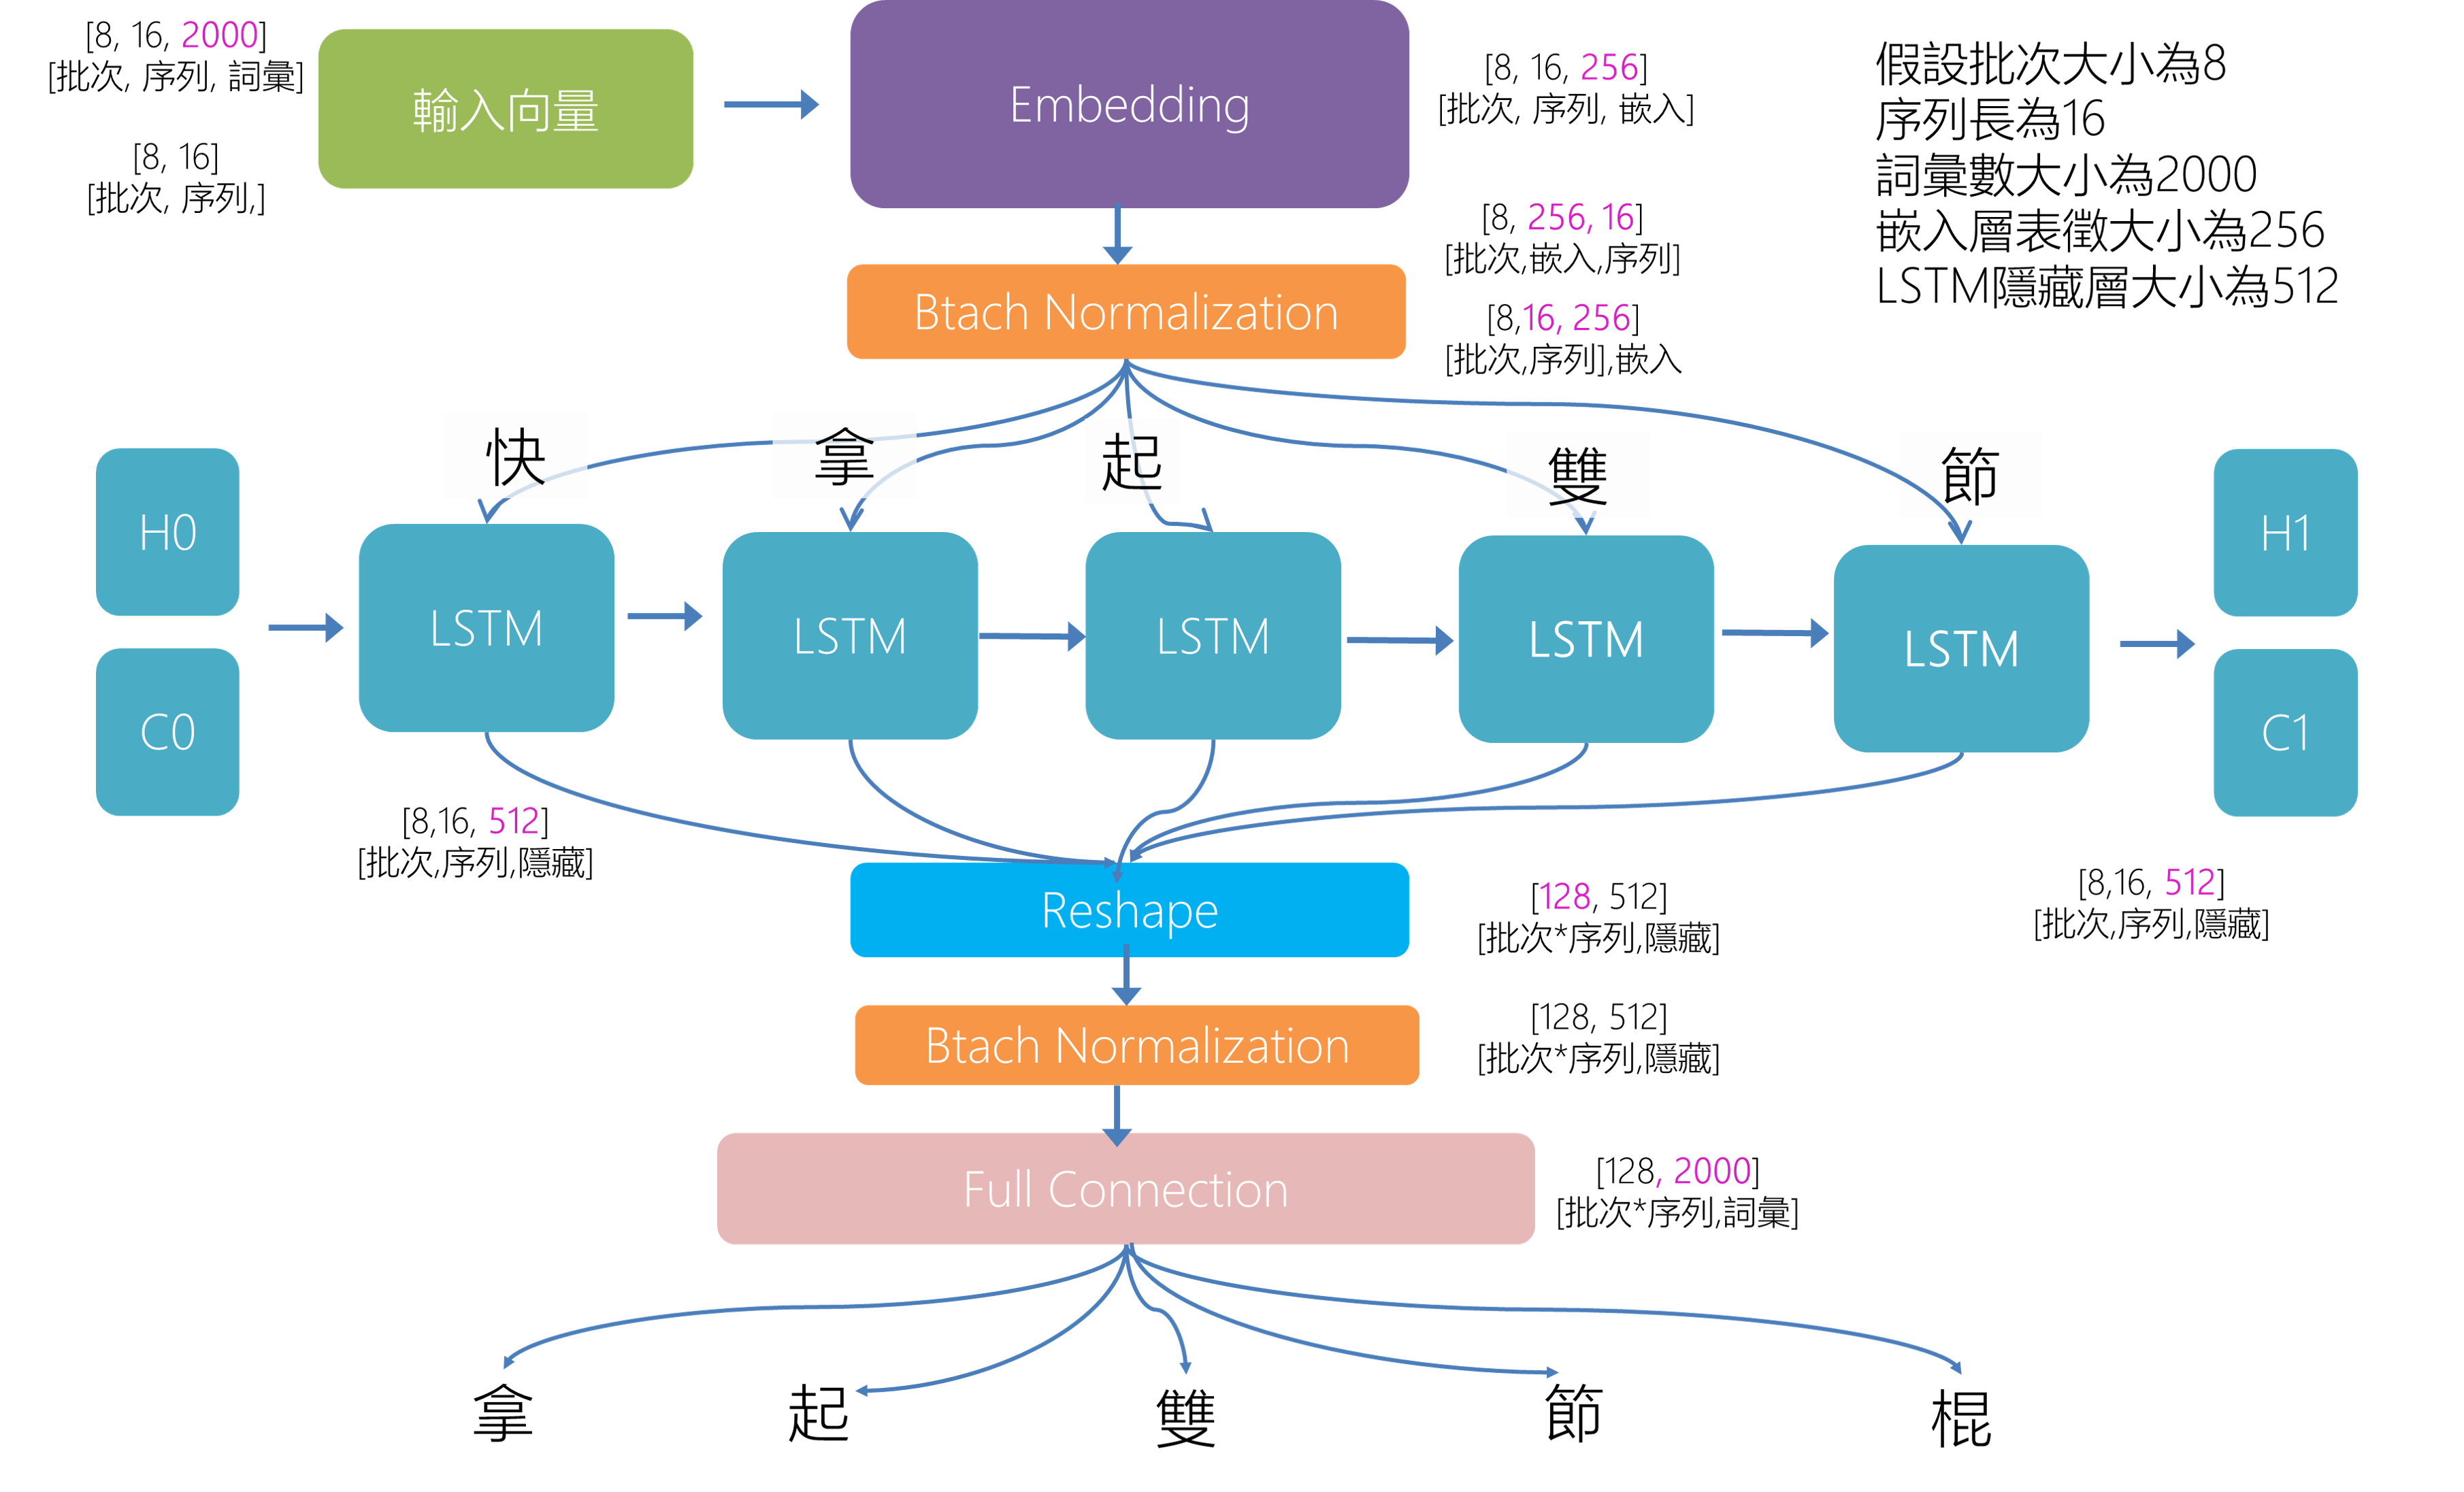 [8, 16, 2000]
[批次, 序列, 詞彙]
[8, 16]
[批次, 序列,]
輸入向量
Embedding
[8, 16, 256]
[批次, 序列, 嵌入]
假設批次大小為8
序列長為16
詞彙數大小為2000
嵌入層表徵大小為256
LSTM隱藏層大小為512
[8, 256, 16]
[批次,嵌入,序列]
Btach Normalization
[8,16, 256]
[批次,序列],嵌入
快
拿
起
雙
節
H0
C0
LSTM
LSTM
LSTM
LSTM
LSTM
H1
C1
[8,16, 512]
[批次,序列,隱藏]
Reshape
[128, 512]
[批次*序列,隱藏]
[8,16, 512]
[批次,序列,隱藏]
Btach Normalization
[128, 512]
[批次*序列,隱藏]
Full Connection
[128, 2000]
[批次*序列,詞彙]
拿
起
雙
節
棍